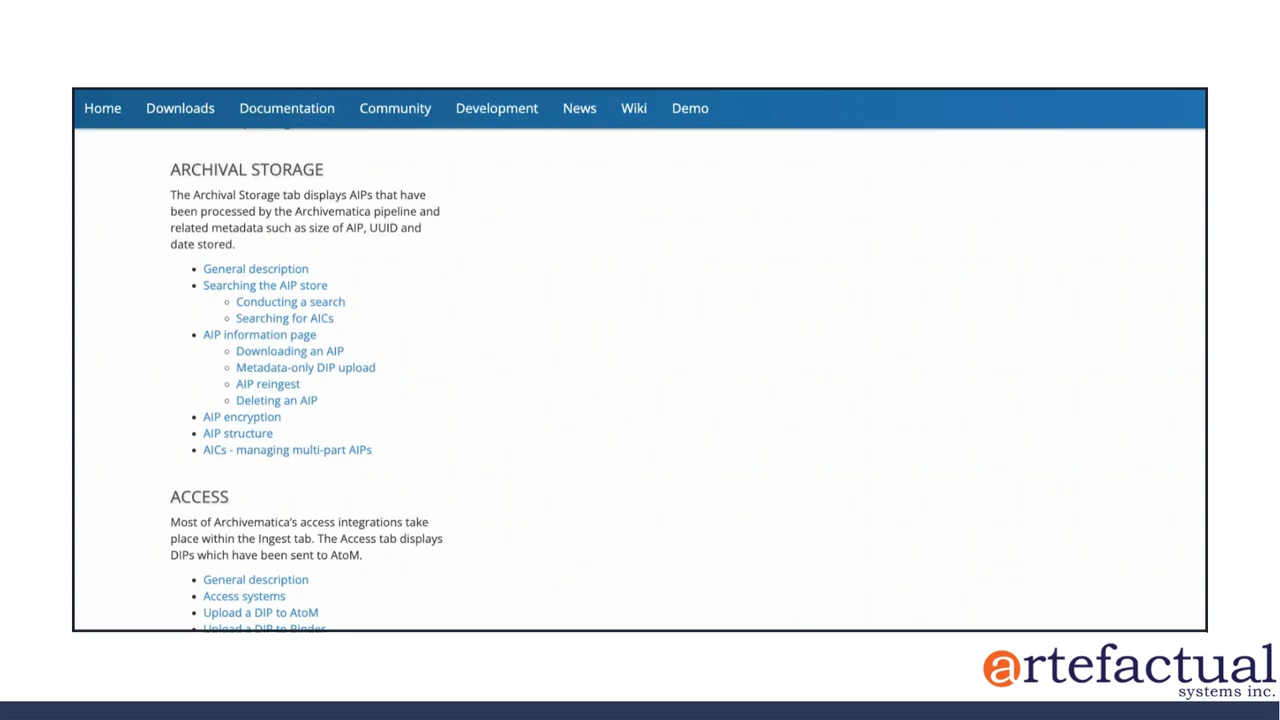 Home Downloads Documentation Community Development News Wiki Demo
ARCHIVAL STORAGE
The Archival Storage tab displays AIPs that have
been processed by the Archivematica pipeline and
related metadata such as size of AIP, UUID and
date stored.
• General description
• Searching the AIP store
◦ Conducting a search
◦ Searching for AICs
• AIP information page
◦ Downloading an AIP
◦ Metadata-only DIP upload
◦ AIP reingest
◦ Deleting an AIP
• AIP encryption
• AIP structure
• AICs - managing multi-part AIPs
ACCESS
Most of Archivematica's access integrations take
place within the Ingest tab. The Access tab displays
DIPs which have been sent to AtoM.
• General description
• Access systems
• Upload a DIP to AtoM
• Upload a DIP to Binder
artefactual
systems inc.